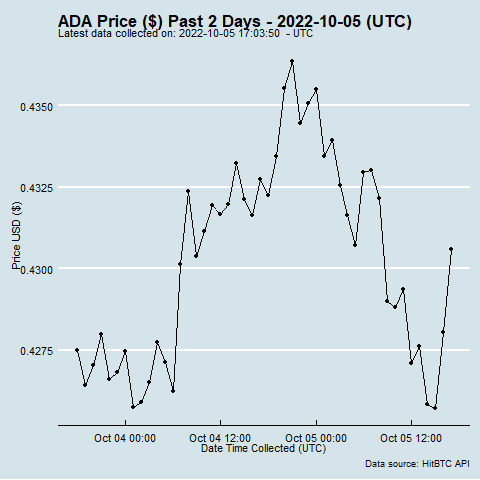 ADA Price ($) Past 2 Days - 2022-10-05 (UTC)
Latest data collected on: 2022-10-05 17:03:50 - UTC
0.4350
0.4325
0.4300
0.4275
Price USD ($)
Oct 04 00:00 Oct 04 12:00 Oct 05 00:00 Oct 05 12:00
Date Time Collected (UTC)
Data source: HitBTC API